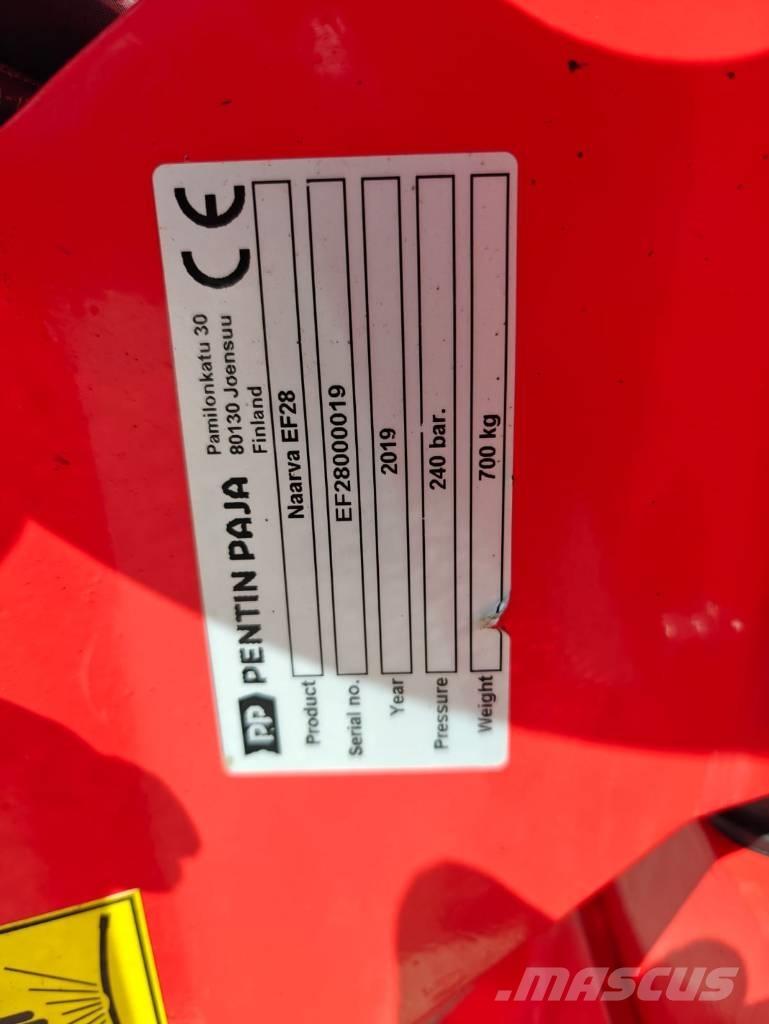 PP PENTIN PAJA
Pamilonkatu 30
80130 Joensuu
Finland
CE
Product Naarva EF28
Serial no. EF28000019
Year 2019
Pressure 240 bar.
Weight 700 kg
MASCUS